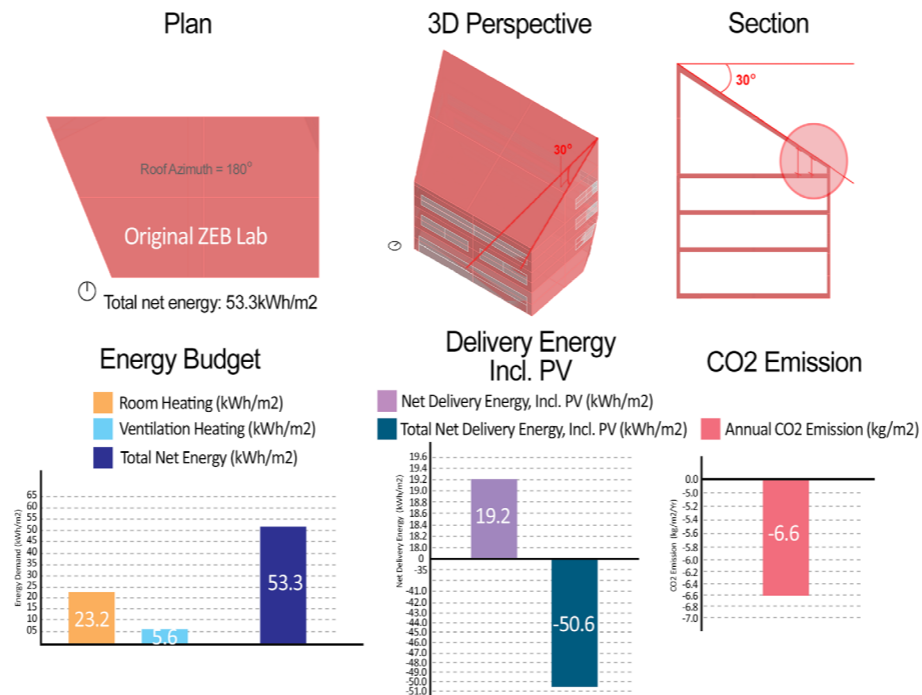 Plan
3D Perspective
Section
30°
30°
Roof Azimuth = 180°
Original ZEB Lab
Total net energy: 53.3kWh/m2
Energy Budget
Delivery Energy
Incl. PV
CO2 Emission
Room Heating (kWh/m2)
Ventilation Heating (kWh/m2)
Total Net Energy (kWh/m2)
Net Delivery Energy, Incl. PV (kWh/m2)
Total Net Delivery Energy, Incl. PV (kWh/m2)
Annual CO2 Emission (kg/m2)
Energy Demand (kWh/m2)
65
60
55
50
45
40
35
30
25
20
15
10
05
23.2
5.6
53.3
Net Delivery Energy (kWh/m2)
19.6
19.4
19.2
19.0
18.8
18.6
18.4
18.2
18.0
0
-35
-41.0
-42.0
-43.0
-44.0
-45.0
-46.0
-47.0
-48.0
-49.0
-50.0
-51.0
19.2
-50.6
CO2 Emission (kg/m2/Yr)
0.0
-5.0
-5.2
-5.4
-5.6
-5.8
-6.0
-6.2
-6.4
-6.6
-6.8
-7.0
-6.6